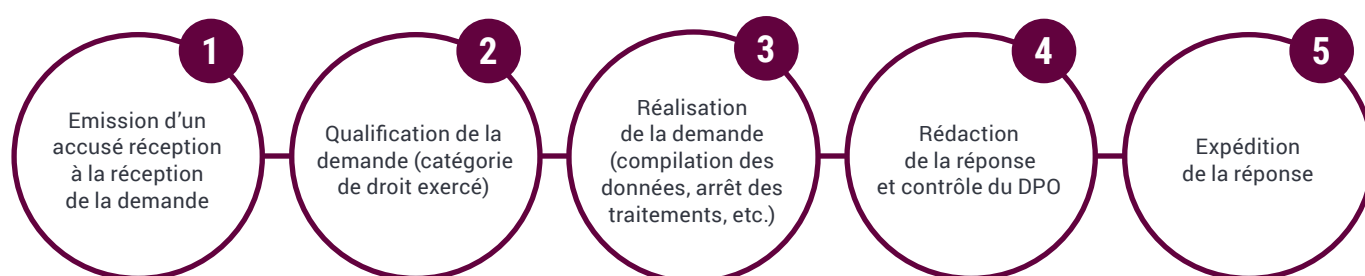 1
Emission d'un
accusé réception
à la réception
de la demande
2
Qualification de la
demande (catégorie
de droit exercé)
3
Réalisation
de la demande
(compilation des
données, arrêt des
traitements, etc.)
4
Rédaction
de la réponse
et contrôle du DPO
5
Expédition
de la réponse